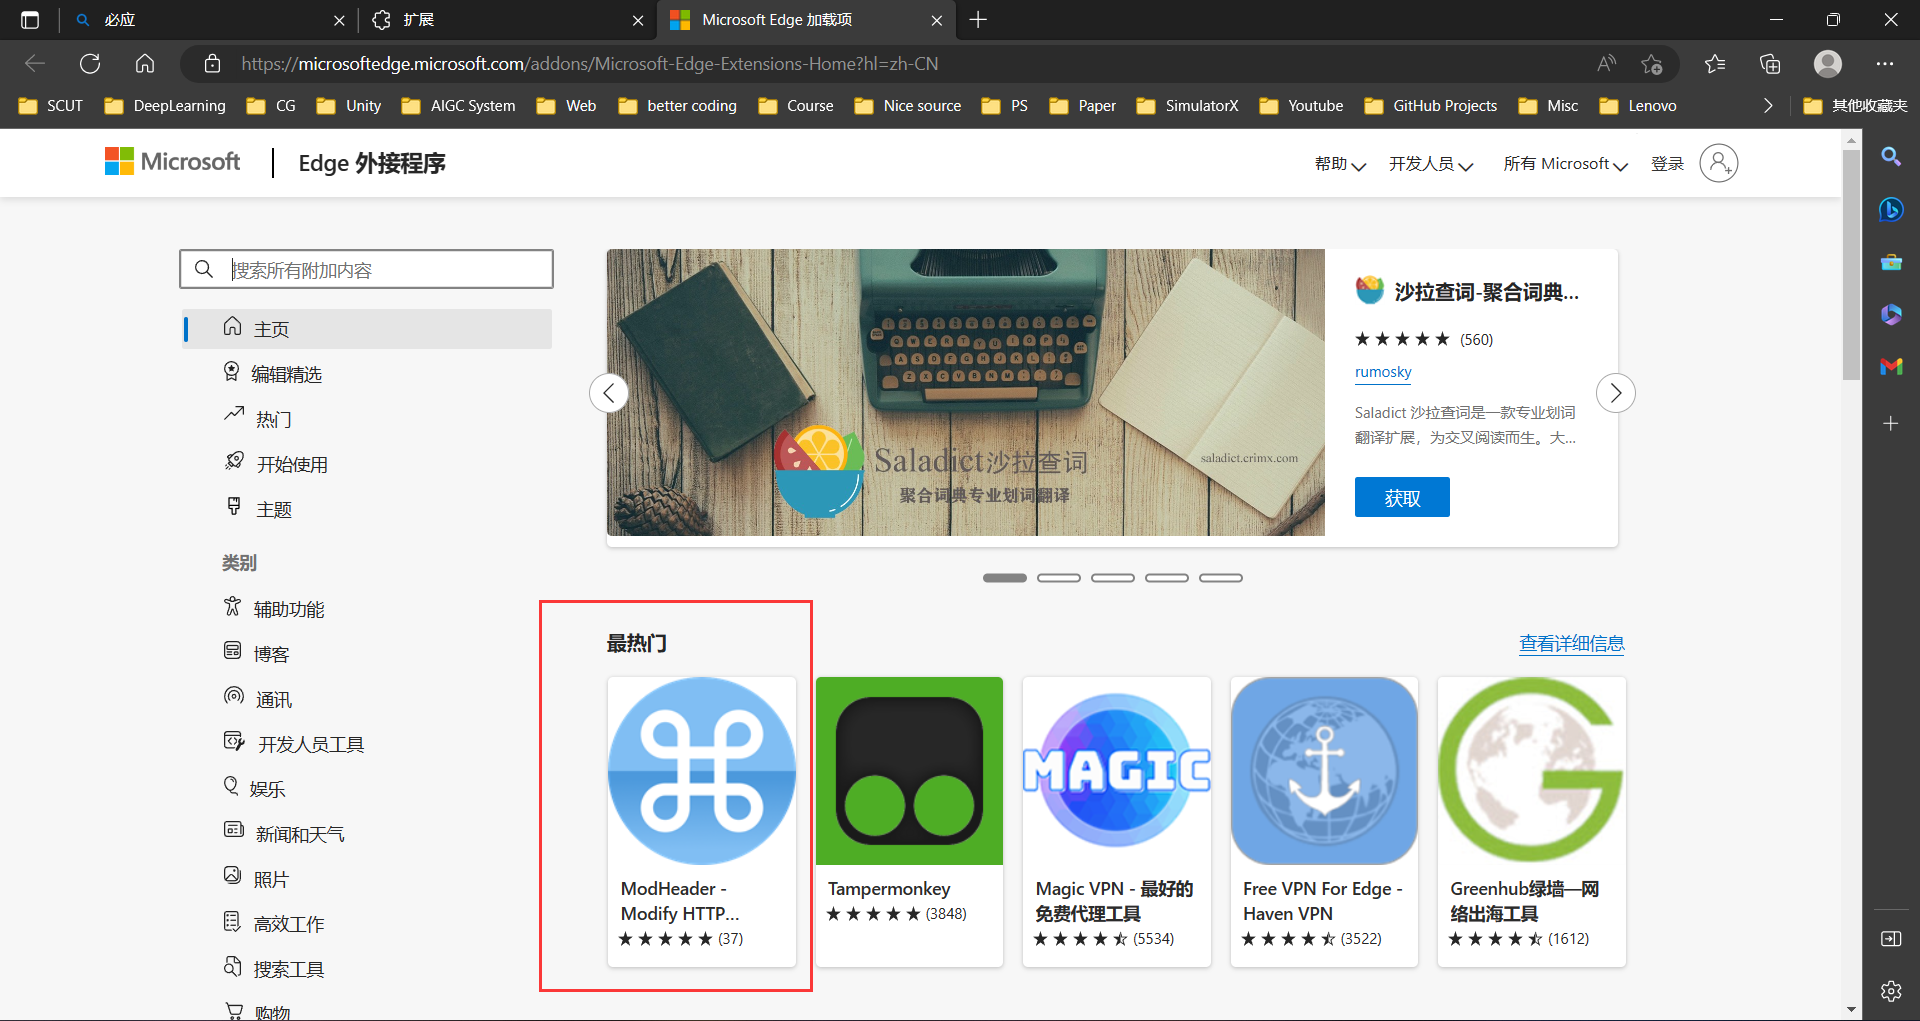 必应
扩展
Microsoft Edge 加载项
https://microsoftedge.microsoft.com/addons/Microsoft-Edge-Extensions-Home?hl=zh-CN
SCUT
DeepLearning
CG
Unity
AIGC System
Web
better coding
Course
Nice source
PS
Paper
SimulatorX
Youtube
GitHub Projects
Misc
Lenovo
其他收藏夹
Microsoft
Edge 外接程序
帮助
开发人员
所有 Microsoft
登录
搜索所有附加内容
主页
编辑精选
热门
开始使用
主题
类别
辅助功能
博客
通讯
开发人员工具
娱乐
新闻和天气
照片
高效工作
搜索工具
购物
Saladict沙拉查词
聚合词典专业划词翻译
saladict.crimx.com
沙拉查词-聚合词典...
(560)
rumosky
Saladict 沙拉查词是一款专业划词
翻译扩展，为交叉阅读而生。大...
获取
最热门
查看详细信息
ModHeader -
Modify HTTP...
(37)
Tampermonkey
(3848)
MAGIC
Magic VPN - 最好的
免费代理工具
(5534)
Free VPN For Edge -
Haven VPN
(3522)
Greenhub绿墙—网
络出海工具
(1612)